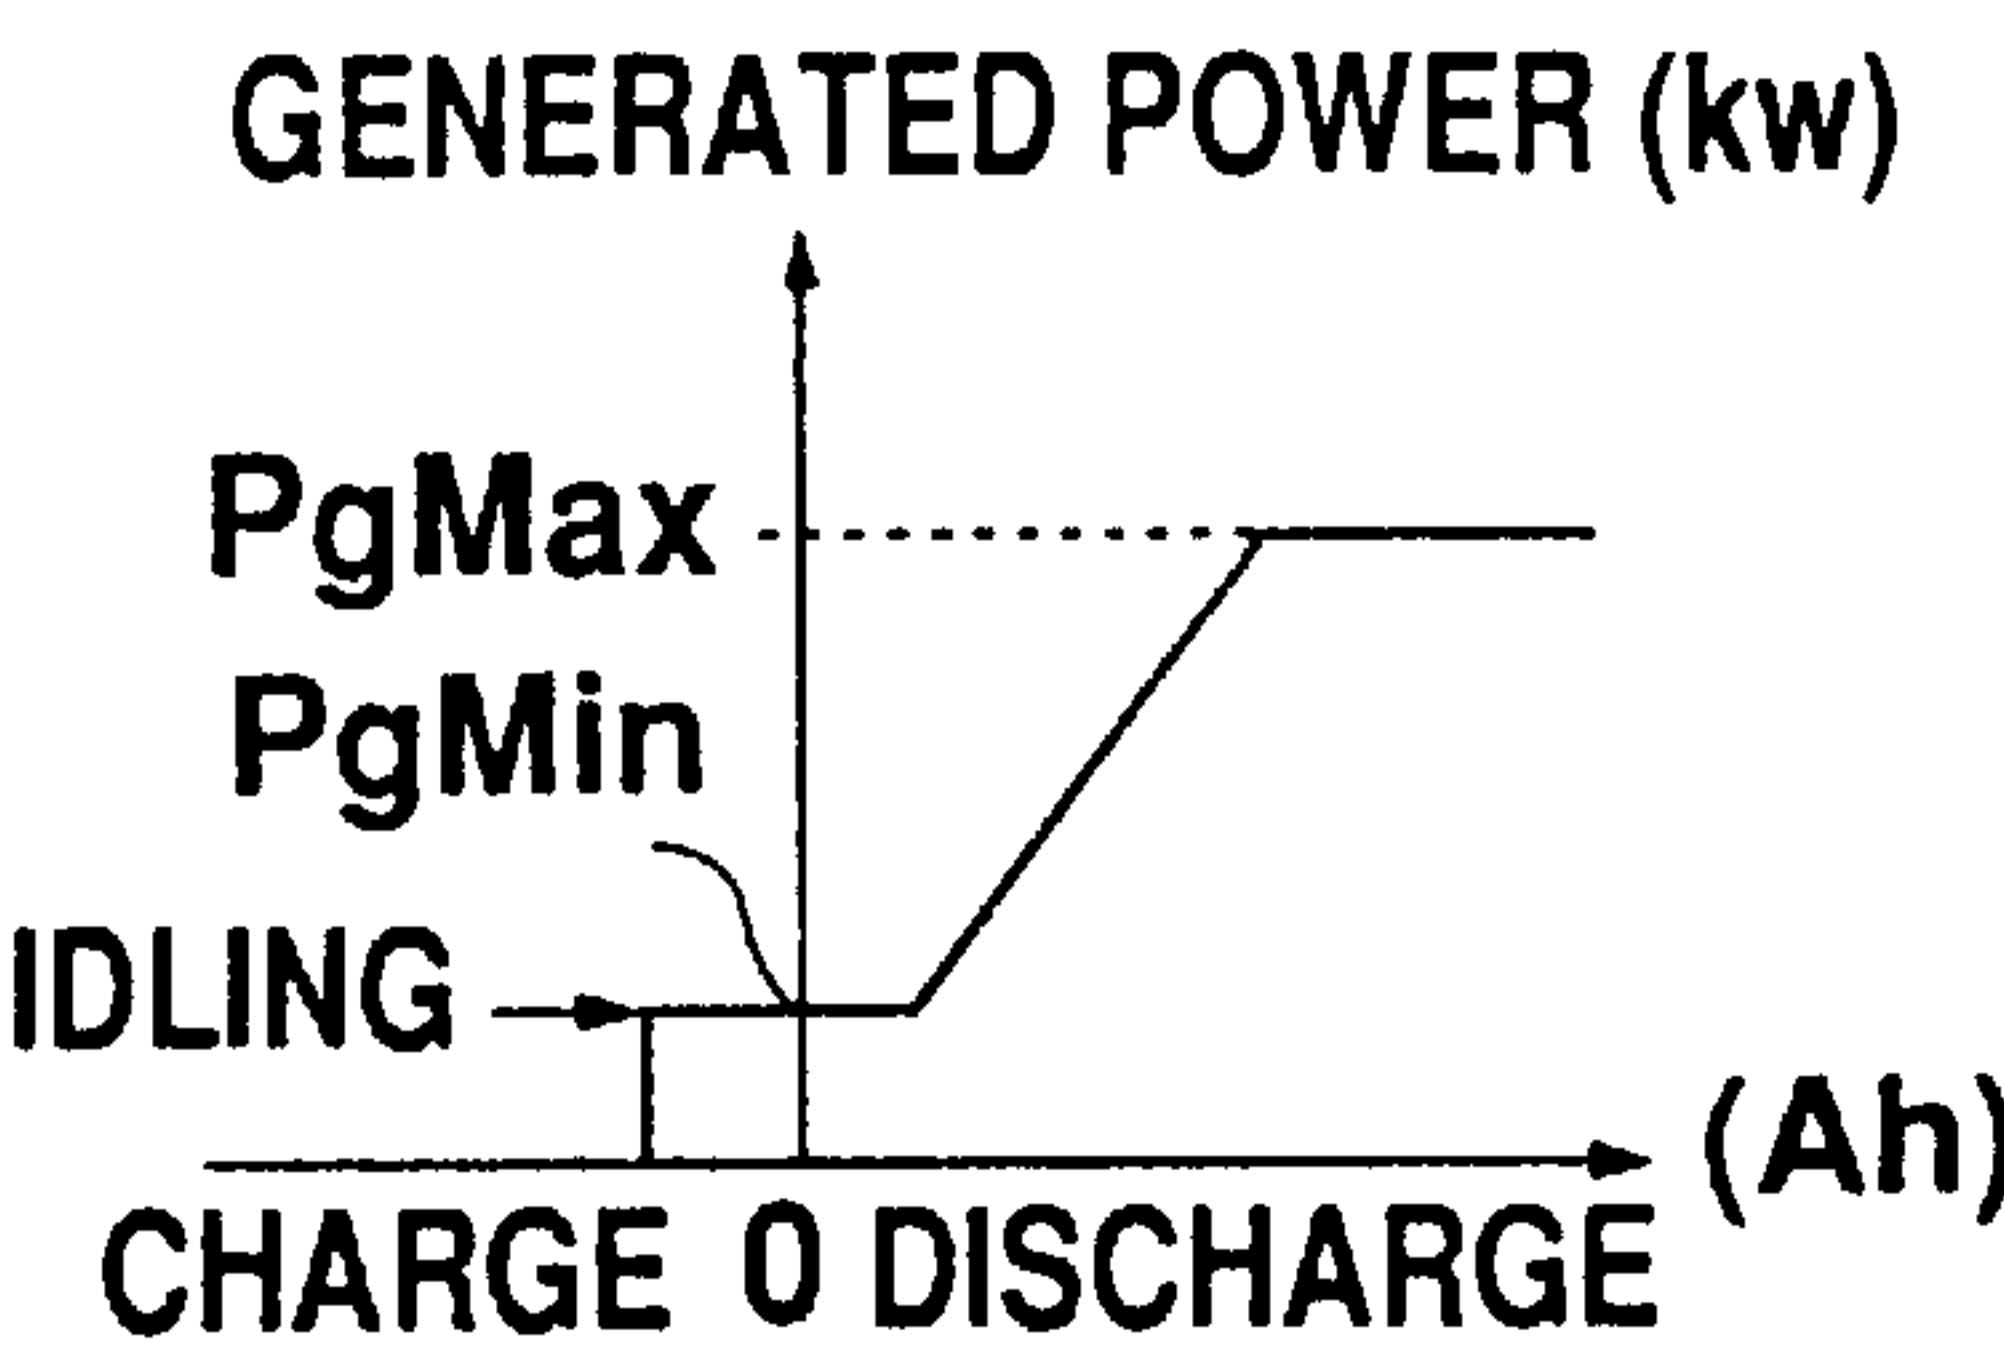 GENERATED POWER (kw)
PgMax
PgMin
IDLING
(Ah)
CHARGE 0 DISCHARGE